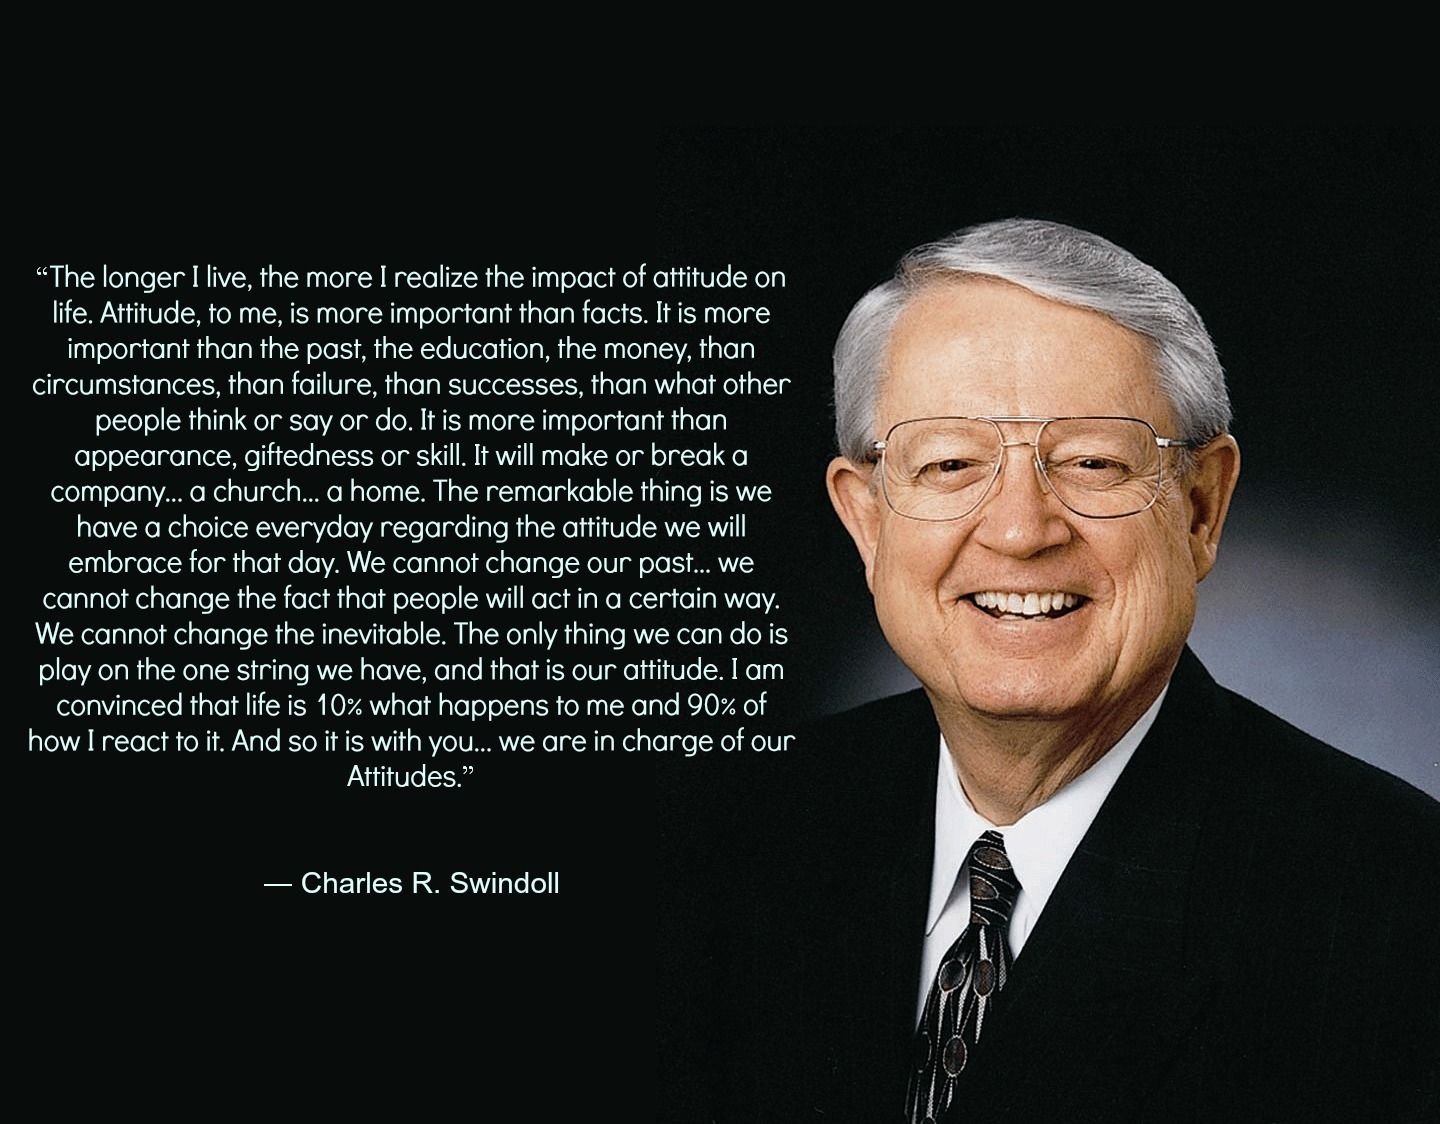 “The longer I live, the more I realize the impact of attitude on
life. Attitude, to me, is more important than facts. It is more
important than the past, the education, the money, than
circumstances, than failure, than successes, than what other
people think or say or do. It is more important than
appearance, giftedness or skill. It will make or break a
company... a church... a home. The remarkable thing is we
have a choice everyday regarding the attitude we will
embrace for that day. We cannot change our past... we
cannot change the fact that people will act in a certain way.
We cannot change the inevitable. The only thing we can do is
play on the one string we have, and that is our attitude. I am
convinced that life is 10% what happens to me and 90% of
how I react to it. And so it is with you... we are in charge of our
Attitudes.”
— Charles R. Swindoll